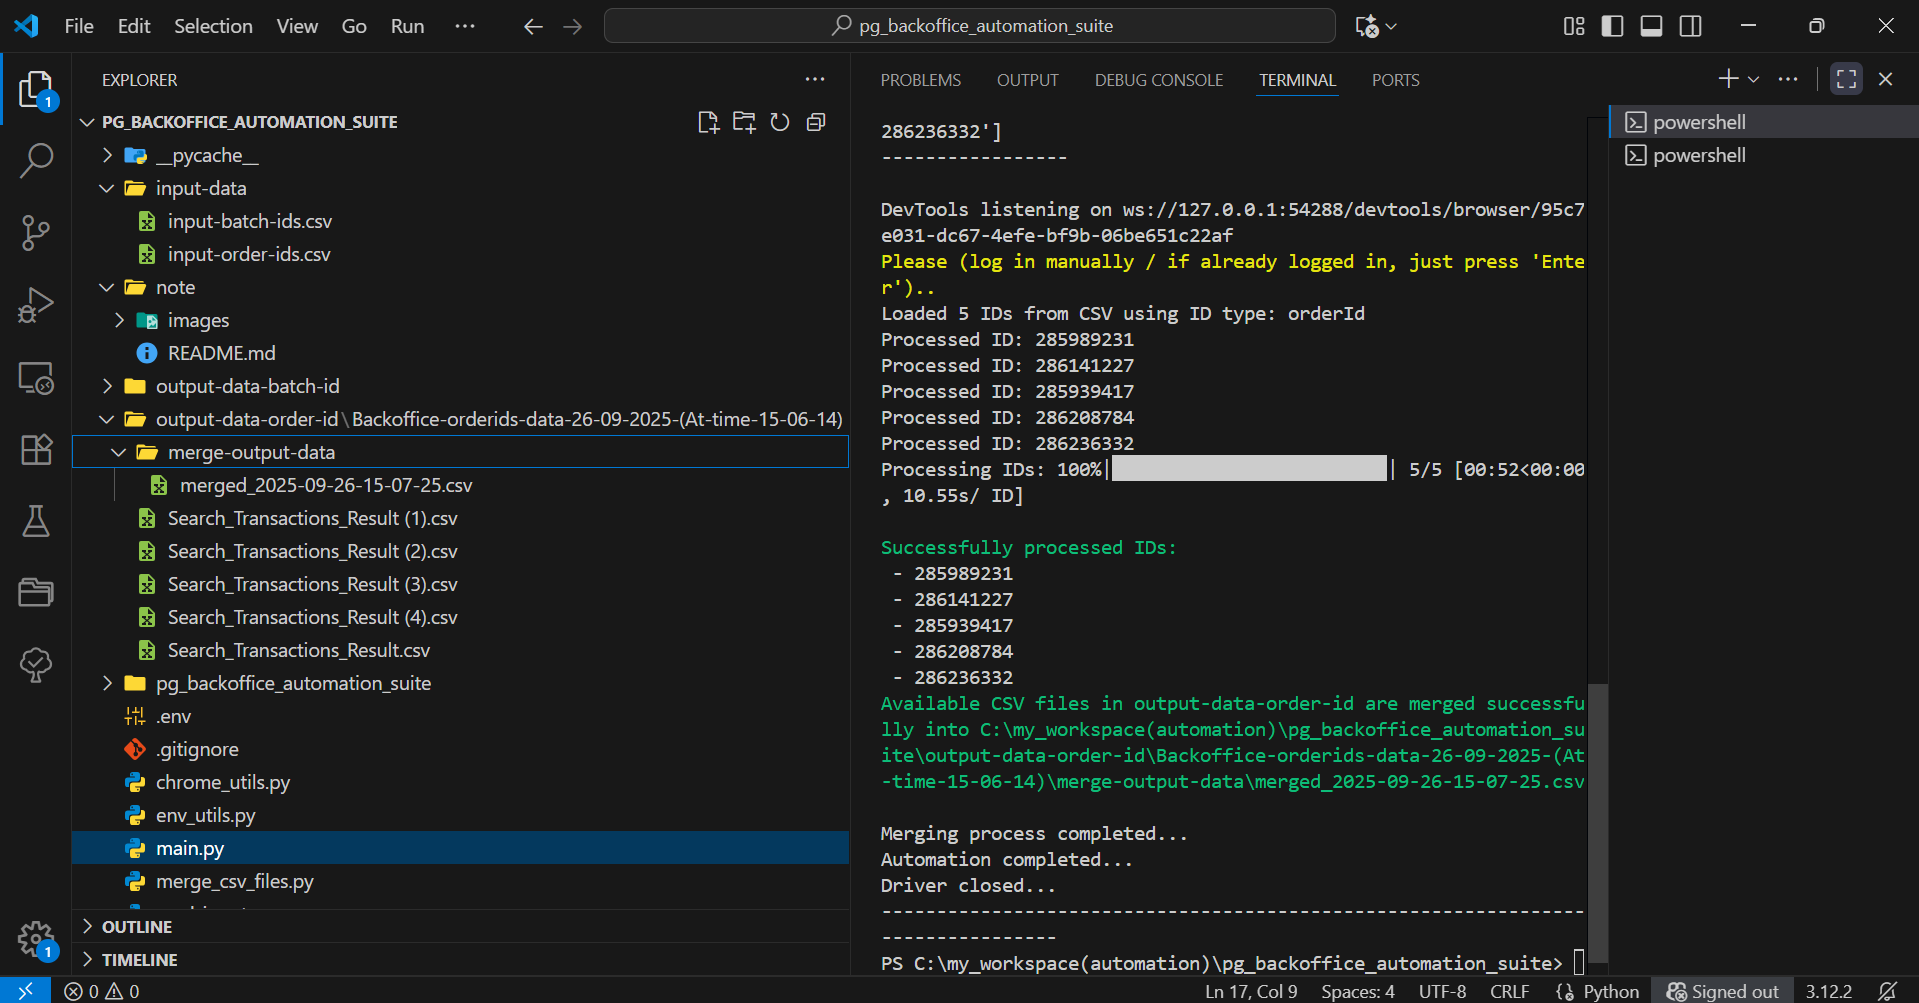 File Edit Selection View Go Run ··· pg_backoffice_automation_suite
EXPLORER
PG_BACKOFFICE_AUTOMATION_SUITE
__pycache__
input-data
input-batch-ids.csv
input-order-ids.csv
note
images
README.md
output-data-batch-id
output-data-order-id\Backoffice-orderids-data-26-09-2025-(At-time-15-06-14)
merge-output-data
merged_2025-09-26-15-07-25.csv
Search_Transactions_Result (1).csv
Search_Transactions_Result (2).csv
Search_Transactions_Result (3).csv
Search_Transactions_Result (4).csv
Search_Transactions_Result.csv
pg_backoffice_automation_suite
.env
.gitignore
chrome_utils.py
env_utils.py
main.py
merge_csv_files.py
OUTLINE
TIMELINE
1
1
PROBLEMS OUTPUT DEBUG CONSOLE TERMINAL PORTS
286236332']
-----------------
DevTools listening on ws://127.0.0.1:54288/devtools/browser/95c7
e031-dc67-4efe-bf9b-06be651c22af
Please (log in manually / if already logged in, just press 'Ente
r')..
Loaded 5 IDs from CSV using ID type: orderId
Processed ID: 285989231
Processed ID: 286141227
Processed ID: 285939417
Processed ID: 286208784
Processed ID: 286236332
Processing IDs: 100%| | 5/5 [00:52<00:00
, 10.55s/ ID]
Successfully processed IDs:
- 285989231
- 286141227
- 285939417
- 286208784
- 286236332
Available CSV files in output-data-order-id are merged successfu
lly into C:\my_workspace(automation)\pg_backoffice_automation_su
ite\output-data-order-id\Backoffice-orderids-data-26-09-2025-(At
-time-15-06-14)\merge-output-data\merged_2025-09-26-15-07-25.csv
Merging process completed...
Automation completed...
Driver closed...
----------------------------------------------------------------
----------------
PS C:\my_workspace(automation)\pg_backoffice_automation_suite>
powershell
powershell
0 0 Ln 17, Col 9 Spaces: 4 UTF-8 CRLF Python Signed out 3.12.2